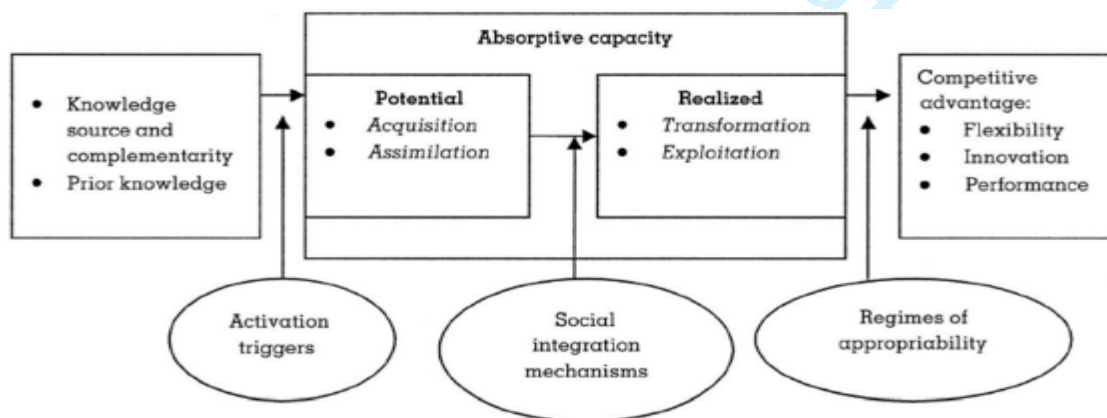 Absorptive capacity
• Knowledge
source and
complementarity
• Prior knowledge
Potential
• Acquisition
• Assimilation
Realized
• Transformation
• Exploitation
Competitive
advantage:
• Flexibility
• Innovation
• Performance
Activation
triggers
Social
integration
mechanisms
Regimes of
appropriability